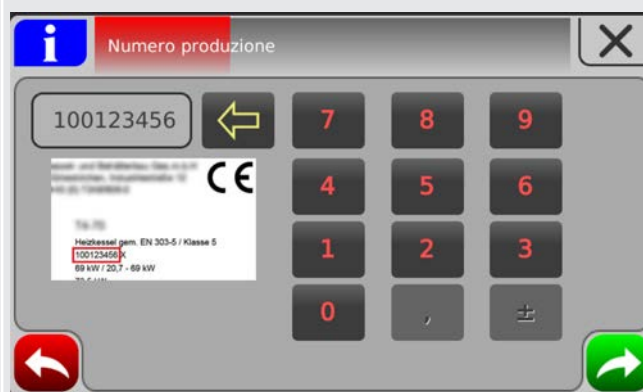 i
Numero produzione
100123456
7
8
9
CE
4
5
6
Heizkessel gem. EN 303-5 / Klasse 5
100123456 X
69 kW / 20,7 - 69 kW
1
2
3
0
,
±